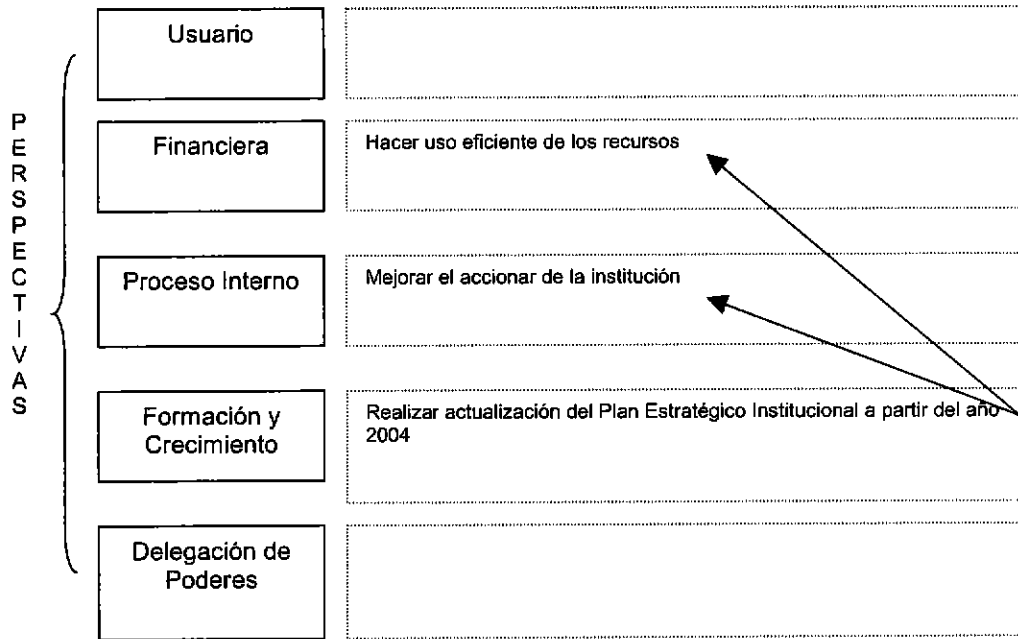 PERSPECTIVAS
Usuario
Financiera
Hacer uso eficiente de los recursos
Proceso Interno
Mejorar el accionar de la institución
Formación y
Crecimiento
Realizar actualización del Plan Estratégico Institucional a partir del año
2004
Delegación de
Poderes